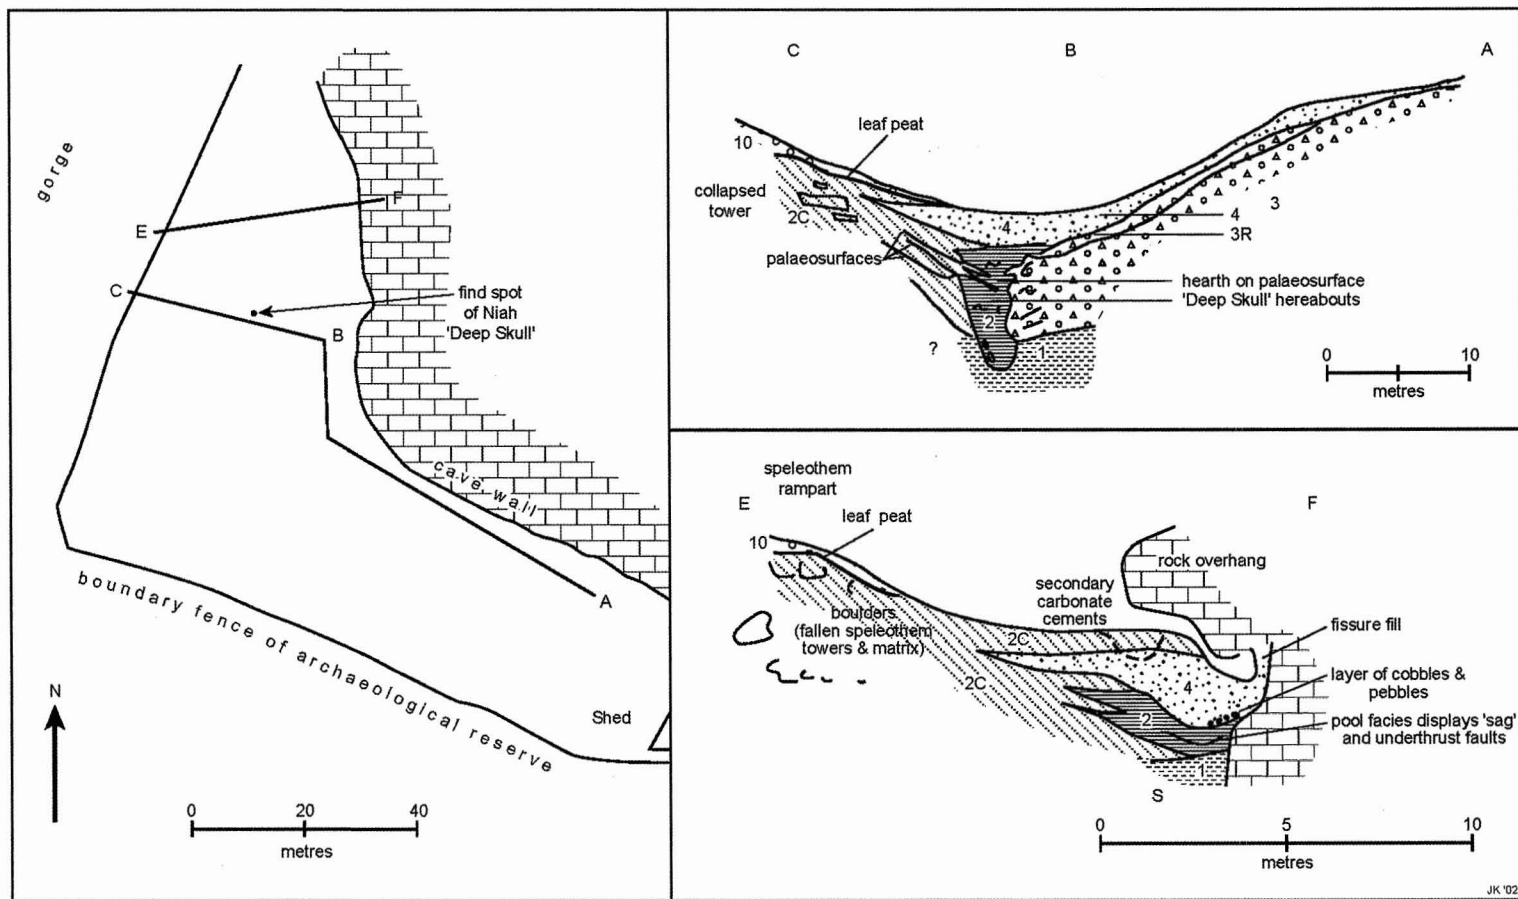 gorge
E
F
C
find spot
of Niah
'Deep Skull'
B
cave wall
A
boundary fence of archaeological reserve
N
Shed
0 20 40
metres
C B A
10
leaf peat
collapsed
tower
2C
4
4
3
3R
palaeosurfaces
hearth on palaeosurface
'Deep Skull' hereabouts
2
?
1
0 10
metres
speleothem
rampart
E F
leaf peat
10
rock overhang
secondary
carbonate
cements
boulders
(fallen speleothem
towers & matrix)
2C
fissure fill
2C
4
layer of cobbles &
pebbles
2
pool facies displays 'sag'
and underthrust faults
1
S
0 5 10
metres
JK '02